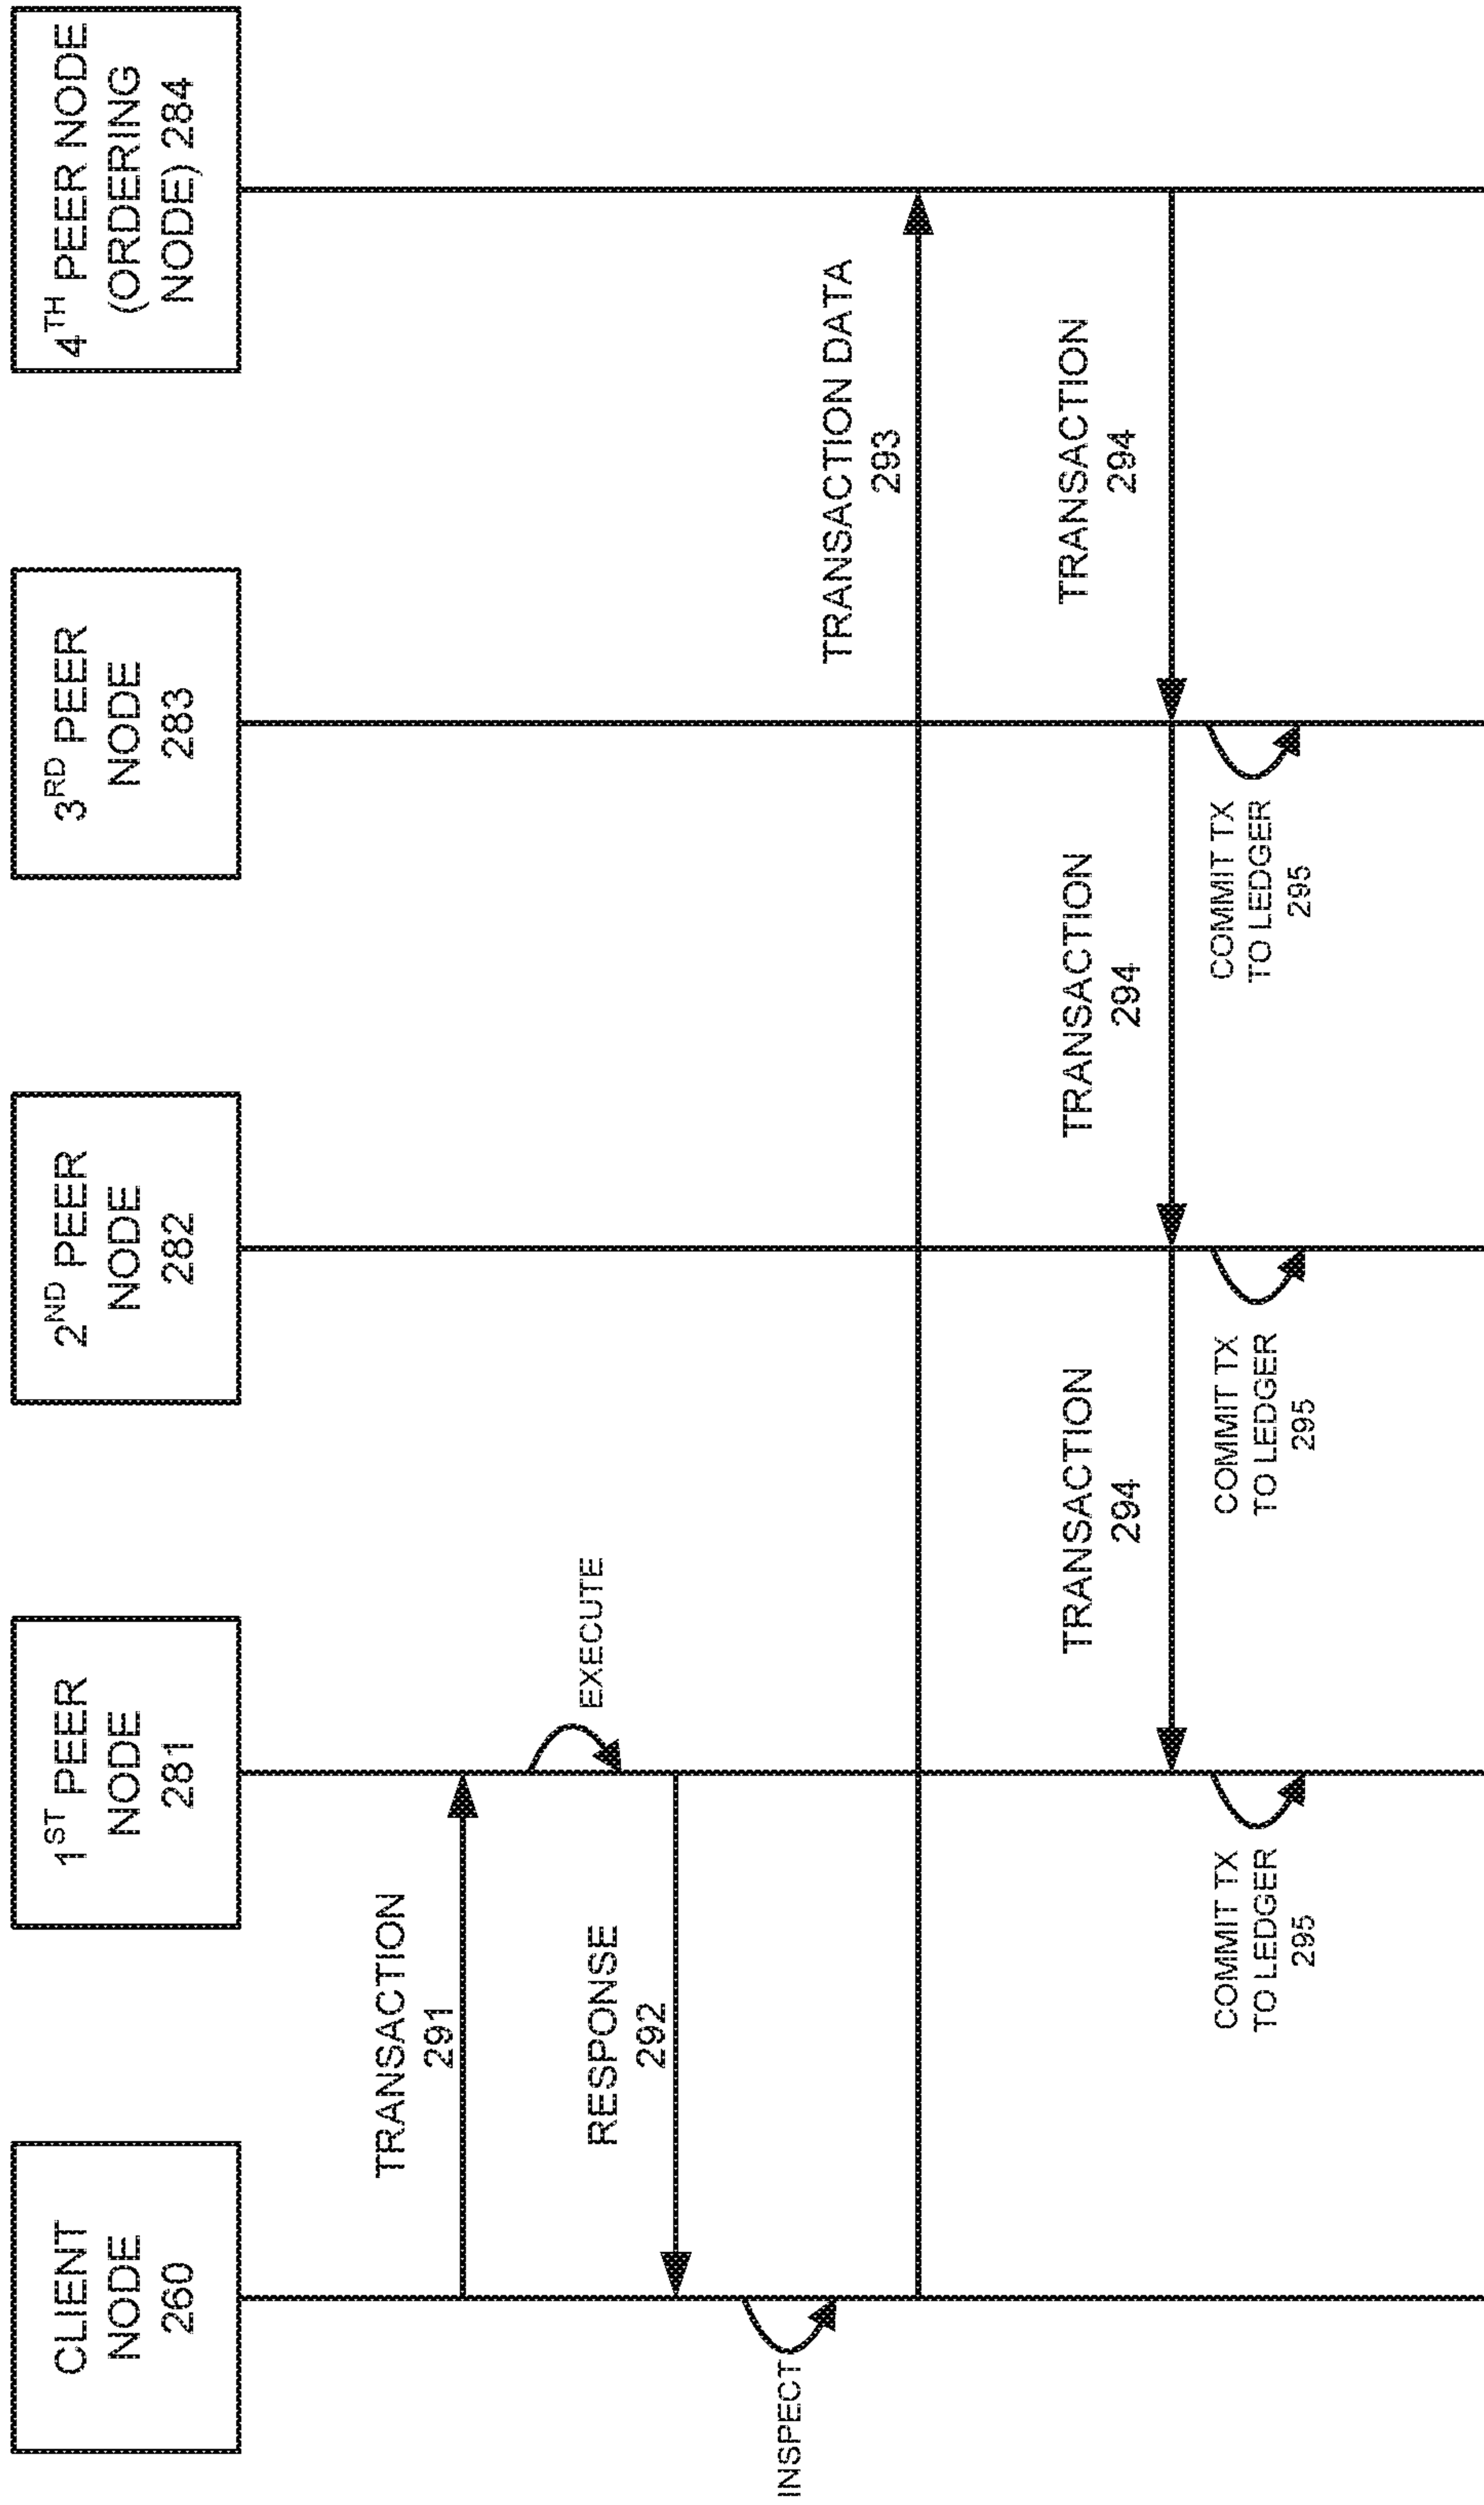 CLIENT
NODE
260
1ST PEER
NODE
281
2ND PEER
NODE
282
3RD PEER
NODE
283
4TH PEER NODE
(ORDERING
NODE) 284
TRANSACTION
291
EXECUTE
RESPONSE
292
INSPECT
TRANSACTION DATA
293
TRANSACTION
294
TRANSACTION
294
TRANSACTION
294
COMMIT TX
TO LEDGER
295
COMMIT TX
TO LEDGER
295
COMMIT TX
TO LEDGER
295